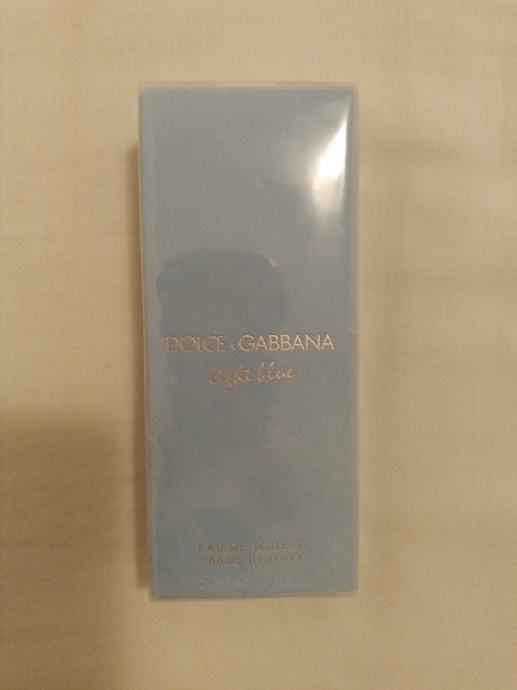 DOLCE & GABBANA
light blue
EAU DE TOILETTE
MADE IN ITALY